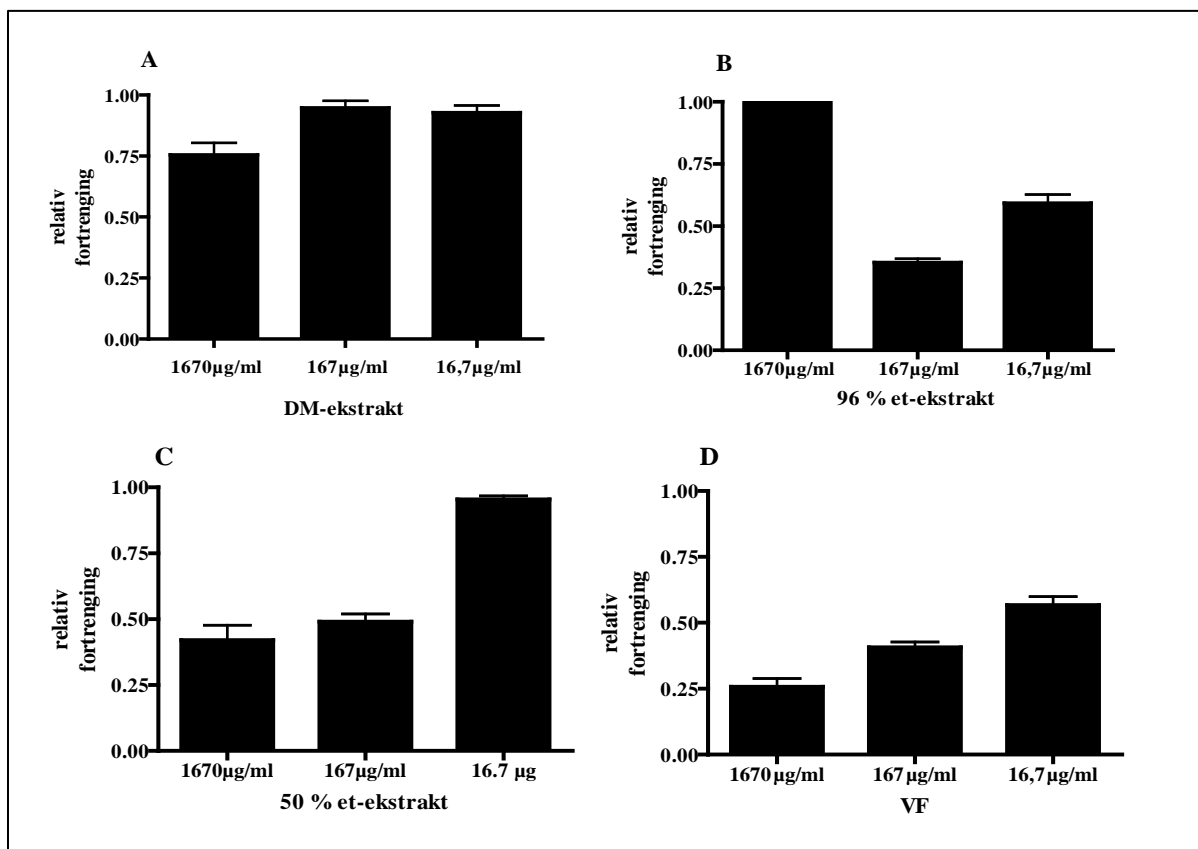 A
relativ
fortrenging
1.00
0.75
0.50
0.25
0.00
1670µg/ml 167µg/ml 16,7µg/ml
DM-ekstrakt
B
relativ
fortrenging
1.00
0.75
0.50
0.25
0.00
1670µg/ml 167µg/ml 16,7µg/ml
96 % et-ekstrakt
C
relativ
fortrenging
1.00
0.75
0.50
0.25
0.00
1670µg/ml 167µg/ml 16.7 µg
50 % et-ekstrakt
D
relativ
fortrenging
1.00
0.75
0.50
0.25
0.00
1670µg/ml 167µg/ml 16,7µg/ml
VF